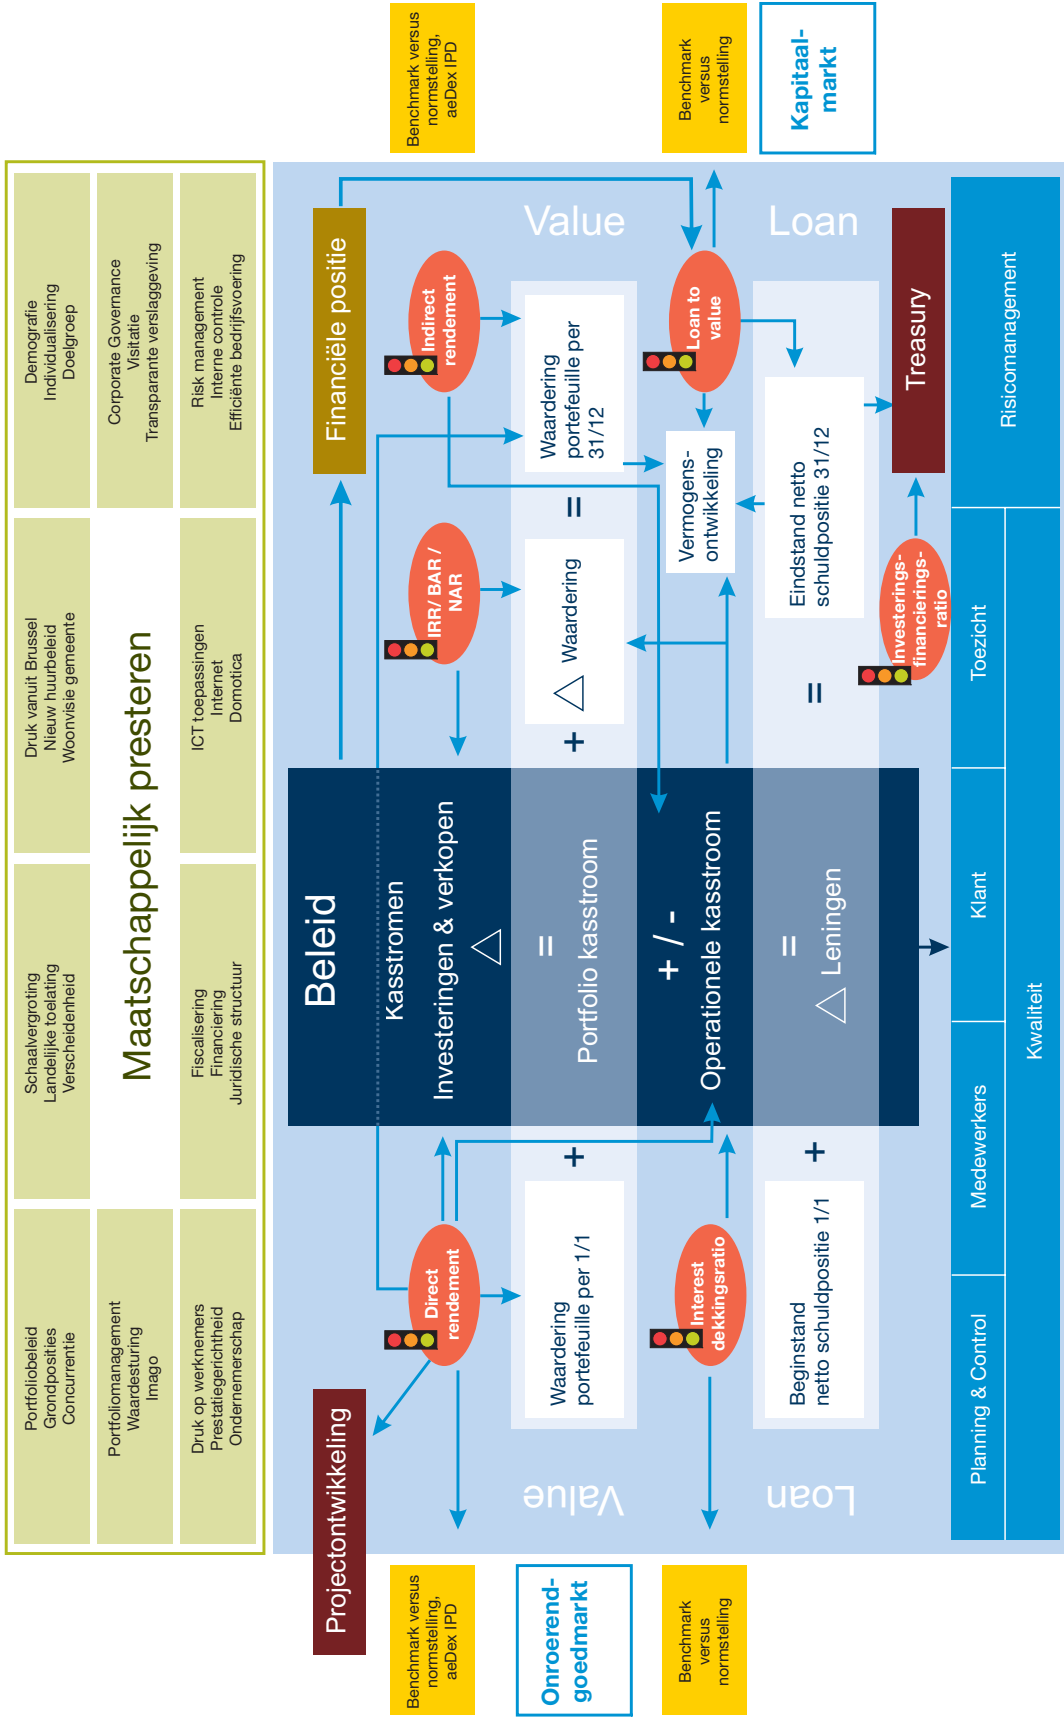 Portfoliobeleid
Grondposities
Concurrentie
Schaalvergroting
Landelijke toelating
Verscheidenheid
Druk vanuit Brussel
Nieuw huurbeleid
Woonvisie gemeente
Demografie
Individualisering
Doelgroep
Portfoliomanagement
Waardesturing
Imago
Maatschappelijk presteren
Corporate Governance
Visitatie
Transparante verslaggeving
Druk op werknemers
Prestatiegerichtheid
Ondernemerschap
Fiscalisering
Financiering
Juridische structuur
ICT toepassingen
Internet
Domotica
Risk management
Interne controle
Efficiënte bedrijfsvoering
Projectontwikkeling
Beleid
Financiële positie
Kasstromen
Benchmark versus
normstelling,
aeDex IPD
Direct
rendement
Investeringen & verkopen
△
IRR/ BAR /
NAR
Indirect
rendement
Benchmark versus
normstelling,
aeDex IPD
Onroerend-
goedmarkt
Value
Waardering
portefeuille per 1/1
+
=
Portfolio kasstroom
+
△ Waardering
=
Waardering
portefeuille per
31/12
Value
Benchmark
versus
normstelling
Interest
dekkingsratio
+ / -
Operationele kasstroom
Vermogens-
ontwikkeling
Loan to
value
Benchmark
versus
normstelling
Loan
Beginstand
netto schuldpositie 1/1
+
=
△ Leningen
=
Eindstand netto
schuldpositie 31/12
Loan
Kapitaal-
markt
Investerings-
financierings-
ratio
Treasury
Planning & Control
Medewerkers
Klant
Toezicht
Risicomanagement
Kwaliteit